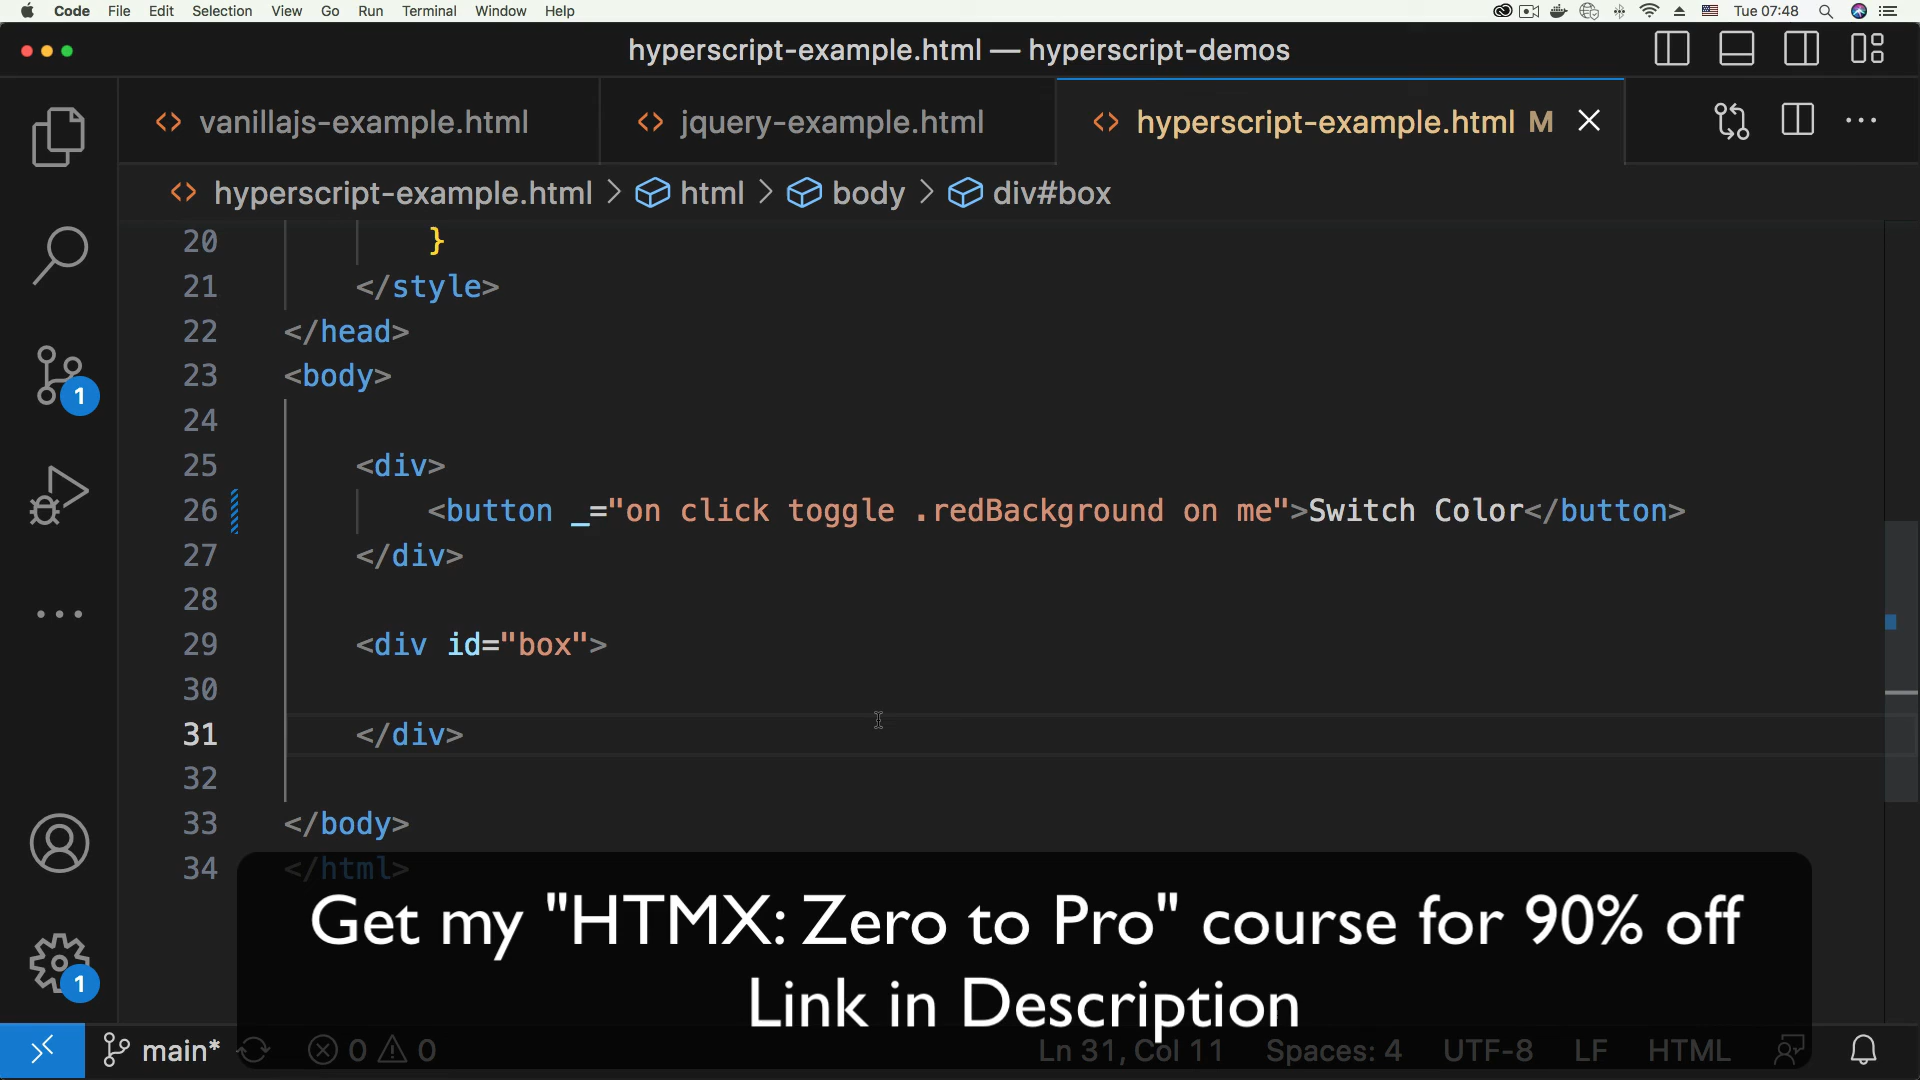 Code File Edit Selection View Go Run Terminal Window Help Tue 07:48
hyperscript-example.html — hyperscript-demos
vanillajs-example.html jquery-example.html hyperscript-example.html M
hyperscript-example.html > html > body > div#box
20 }
21 </style>
22 </head>
23 <body>
24
25 <div>
26 <button _="on click toggle .redBackground on me">Switch Color</button>
27 </div>
28
29 <div id="box">
30
31 </div>
32
33 </body>
34 </html>
1
1
Get my "HTMX: Zero to Pro" course for 90% off
Link in Description
main* 0 0 Ln 31, Col 11 Spaces: 4 UTF-8 LF HTML